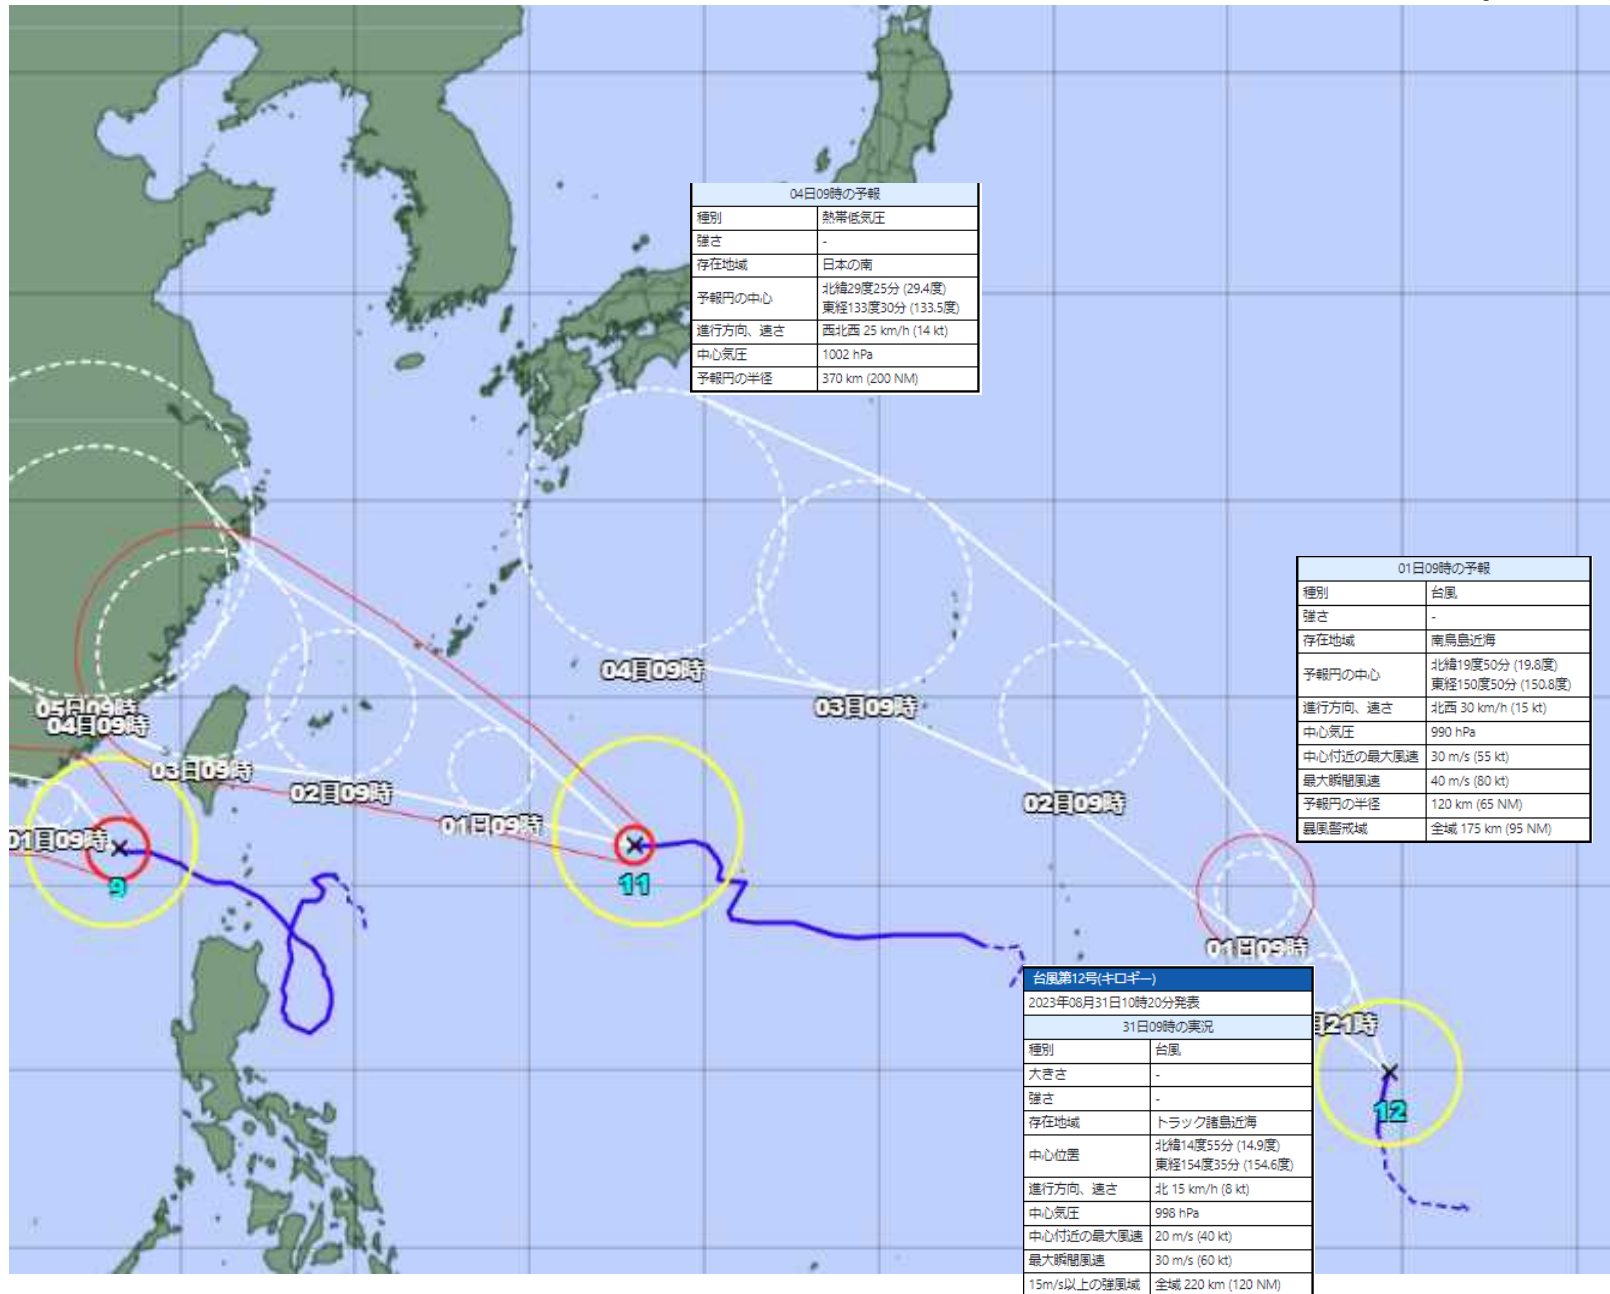 04日09時の予報
種別 熱帯低気圧
強さ -
存在地域 日本の南
予報円の中心 北緯29度25分 (29.4度)
東経133度30分 (133.5度)
進行方向、速さ 西北西 25 km/h (14 kt)
中心気圧 1002 hPa
予報円の半径 370 km (200 NM)
01日09時の予報
種別 台風
強さ -
存在地域 南鳥島近海
予報円の中心 北緯19度50分 (19.8度)
東経150度50分 (150.8度)
進行方向、速さ 北西 30 km/h (15 kt)
中心気圧 990 hPa
中心付近の最大風速 30 m/s (55 kt)
最大瞬間風速 40 m/s (80 kt)
予報円の半径 120 km (65 NM)
暴風警戒域 全域 175 km (95 NM)
04日09時
03日09時
05日09時
04日09時
03日09時
02日09時
02日09時
01日09時
01日09時
9
11
01日09時
日21時
12
台風第12号(キロギー)
2023年08月31日10時20分発表
31日09時の実況
種別 台風
大きさ -
強さ -
存在地域 トラック諸島近海
中心位置 北緯14度55分 (14.9度)
東経154度35分 (154.6度)
進行方向、速さ 北 15 km/h (8 kt)
中心気圧 998 hPa
中心付近の最大風速 20 m/s (40 kt)
最大瞬間風速 30 m/s (60 kt)
15m/s以上の強風域 全域 220 km (120 NM)